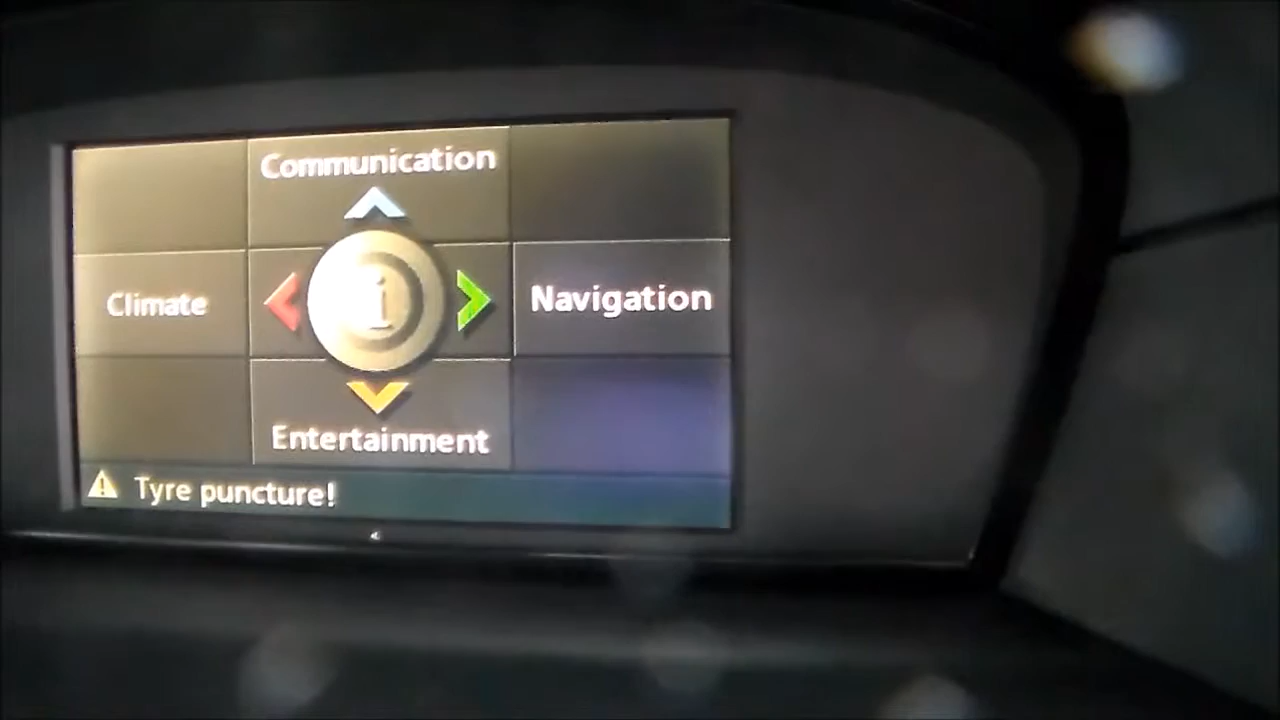 Communication
Climate
i
Navigation
Entertainment
Tyre puncture!